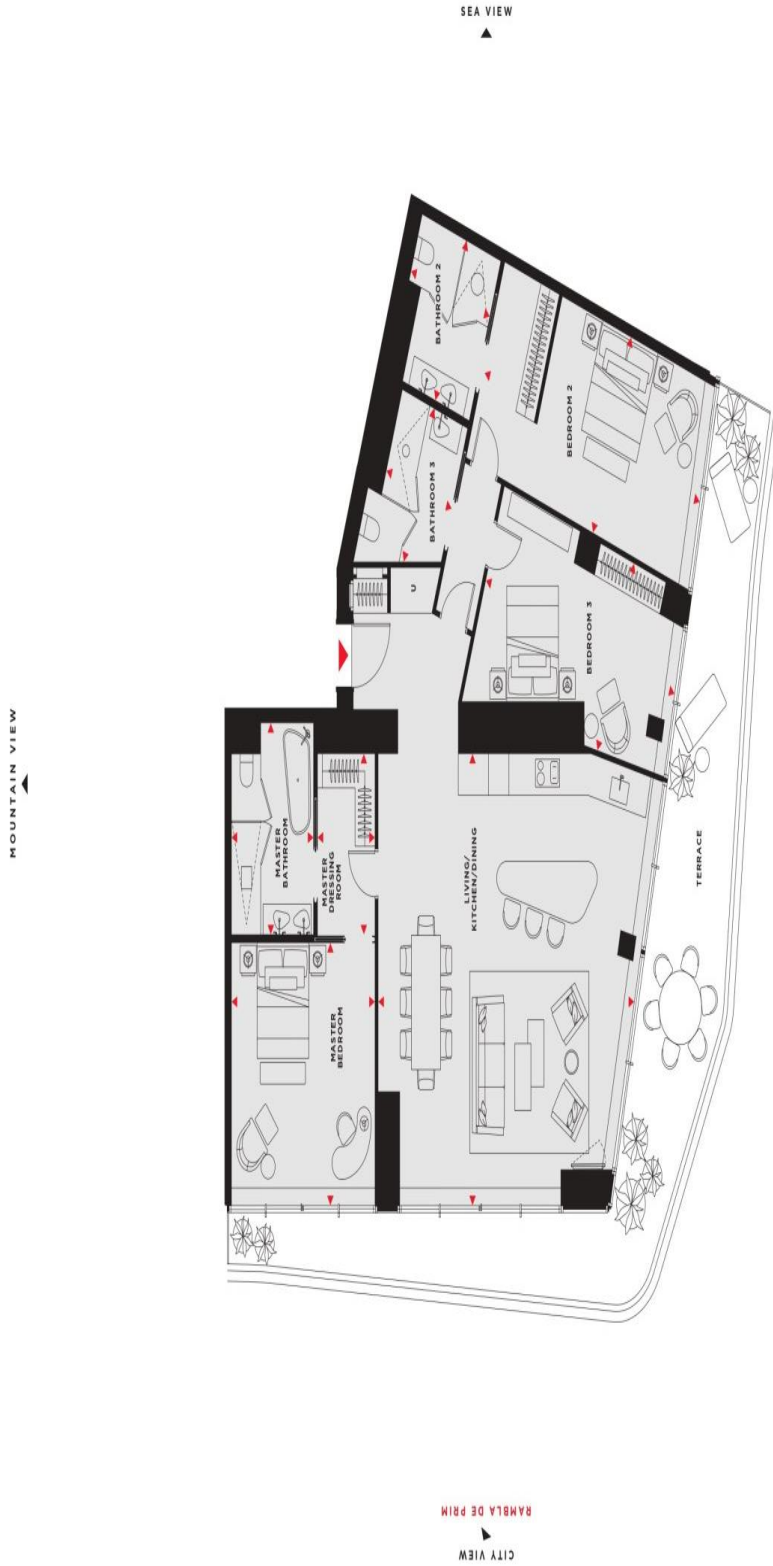 SEA VIEW
BATHROOM 2
BEDROOM 2
BATHROOM 3
U
BEDROOM 3
MOUNTAIN VIEW
MASTER
BATHROOM
MASTER
DRESSING
ROOM
LIVING/
KITCHEN/DINING
TERRACE
MASTER
BEDROOM
RAMBLA DE PRIM
CITY VIEW